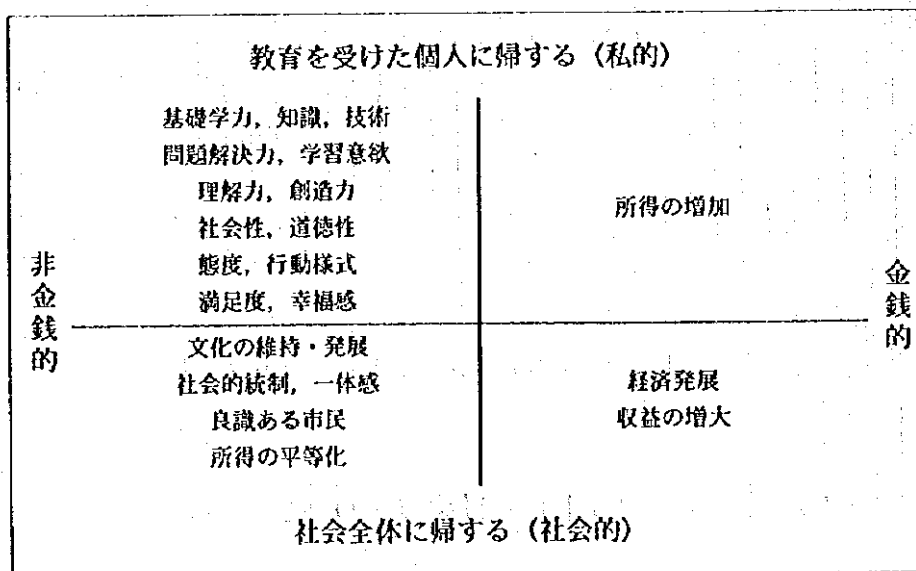 教育を受けた個人に帰する（私的）
基礎学力，知識，技術
問題解決力，学習意欲
理解力，創造力
社会性，道徳性
態度，行動様式
満足度，幸福感
所得の増加
非金銭的
金銭的
文化の維持・発展
社会的統制，一体感
良識ある市民
所得の平等化
経済発展
収益の増大
社会全体に帰する（社会的）